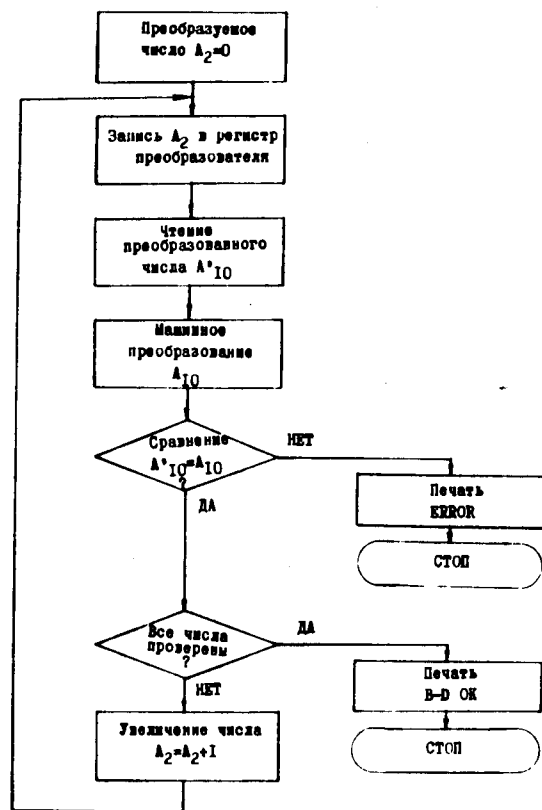 Преобразуемое
число A₂=0
Запись A₂ в регистр
преобразователя
Чтение
преобразованного
числа A'₁₀
Машинное
преобразование
A₁₀
Сравнение
A'₁₀=A₁₀
?
НЕТ
ДА
Печать
ERROR
СТОП
Все числа
проверены
?
ДА
НЕТ
Печать
B-D OK
СТОП
Увеличение числа
A₂=A₂+I